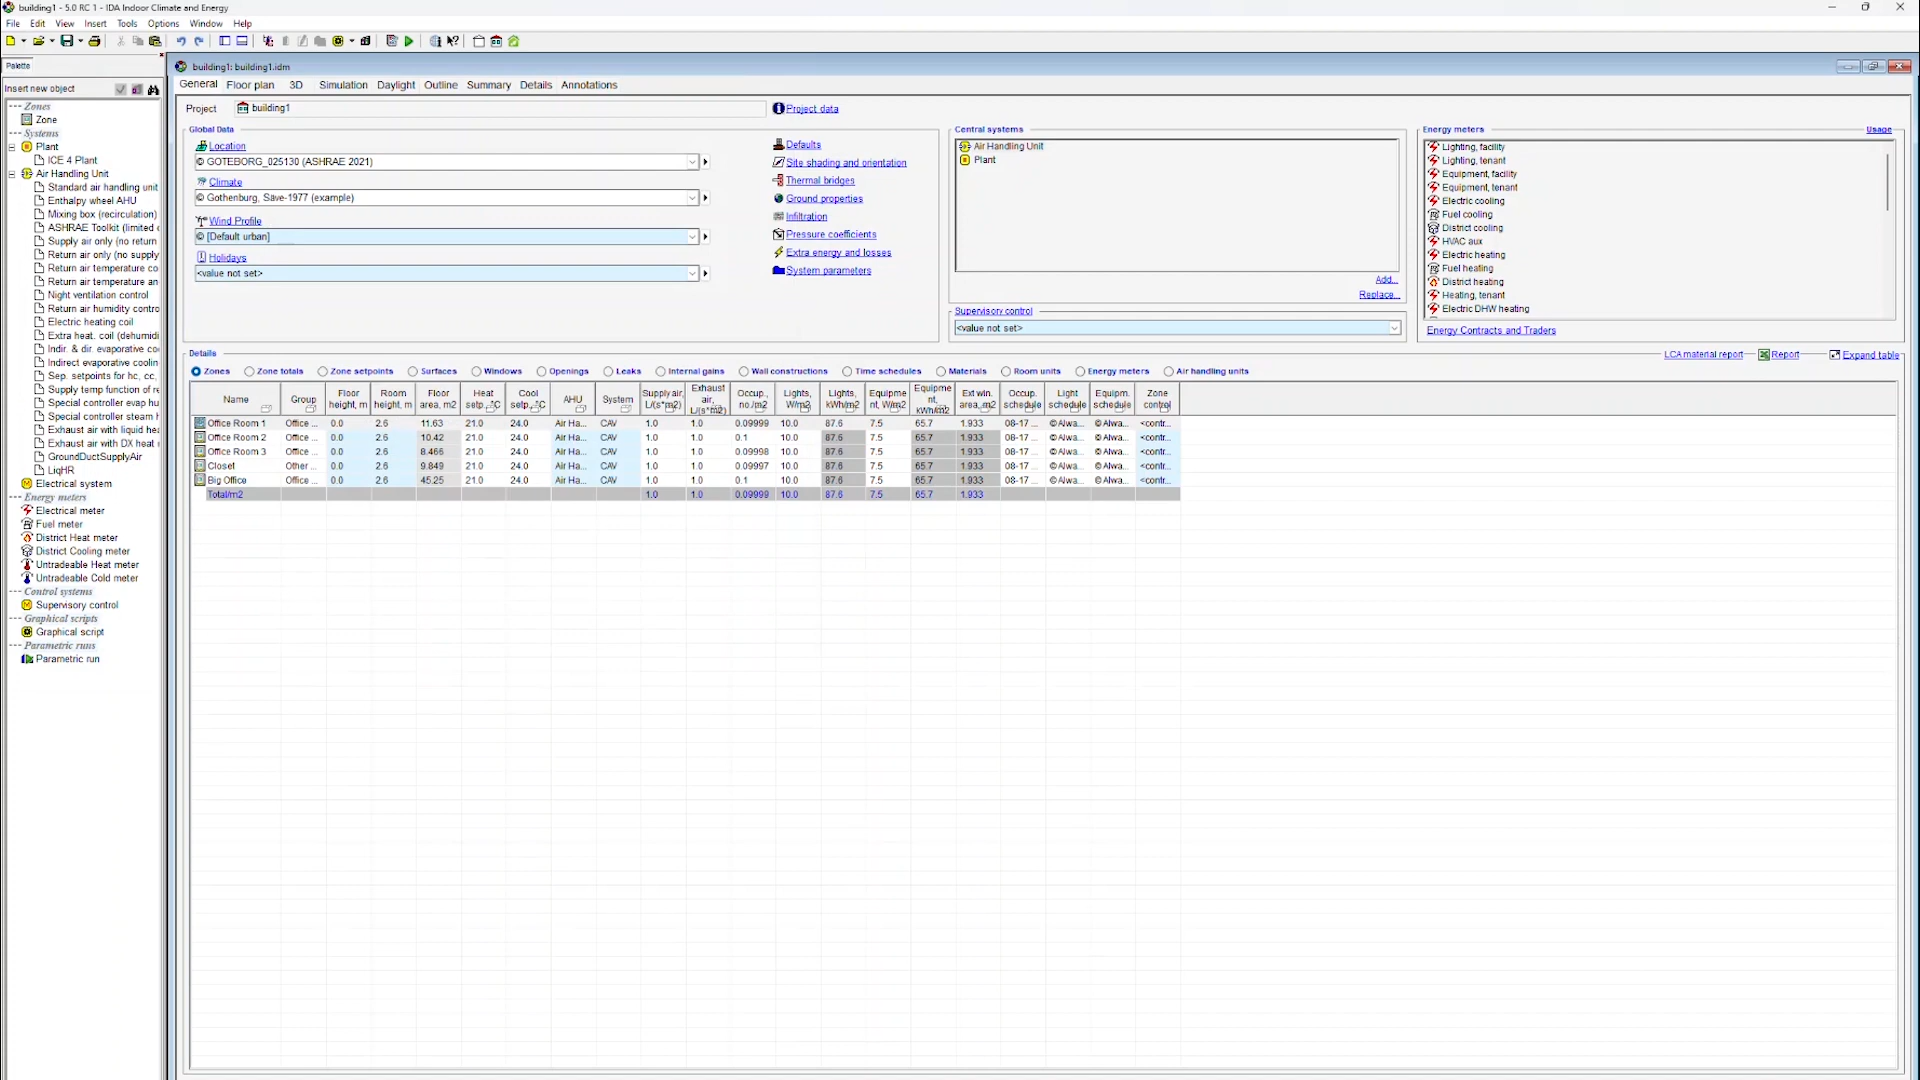 building1 - 5.0 RC 1 - IDA Indoor Climate and Energy
File Edit View Insert Tools Options Window Help
Palette
Insert new object
--- Zones
Zone
--- Systems
Plant
ICE 4 Plant
Air Handling Unit
Standard air handling unit
Enthalpy wheel AHU
Mixing box (recirculation)
ASHRAE Toolkit (limited
Supply air only (no return
Return air only (no supply
Return air temperature co
Return air temperature an
Night ventilation control
Return air humidity contro
Electric heating coil
Extra heat. coil (dehumidi
Indir. & dir. evaporative co
Indirect evaporative coolin
Sep. setpoints for hc, cc,
Supply temp function of re
Special controller evap hu
Special controller steam h
Exhaust air with liquid hea
Exhaust air with DX heat
GroundDuctSupplyAir
LiqHR
Electrical system
--- Energy meters
Electrical meter
Fuel meter
District Heat meter
District Cooling meter
Untradeable Heat meter
Untradeable Cold meter
--- Control systems
Supervisory control
--- Graphical scripts
Graphical script
--- Parametric runs
Parametric run
building1: building1.idm
General Floor plan 3D Simulation Daylight Outline Summary Details Annotations
Project building1 Project data
Global Data
Location
© GOTEBORG_025130 (ASHRAE 2021)
Climate
© Gothenburg, Save-1977 (example)
Wind Profile
© [Default urban]
Holidays
<value not set>
Defaults
Site shading and orientation
Thermal bridges
Ground properties
Infiltration
Pressure coefficients
Extra energy and losses
System parameters
Central systems
Air Handling Unit
Plant
Add...
Replace...
Supervisory control
<value not set>
Energy meters Usage
Lighting, facility
Lighting, tenant
Equipment, facility
Equipment, tenant
Electric cooling
Fuel cooling
District cooling
HVAC aux
Electric heating
Fuel heating
District heating
Heating, tenant
Electric DHW heating
Energy Contracts and Traders
Details LCA material report Report Expand table
Zones Zone totals Zone setpoints Surfaces Windows Openings Leaks Internal gains Wall constructions Time schedules Materials Room units Energy meters Air handling units
Name Group Floor height, m Room height, m Floor area, m2 Heat setp., °C Cool setp., °C AHU System Supply air, L/(s*m2) Exhaust air, L/(s*m2) Occup., no./m2 Lights, W/m2 Lights, kWh/m2 Equipme nt, W/m2 Equipme nt, kWh/m2 Ext win. area, m2 Occup. schedule Light schedule Equipm. schedule Zone control
Office Room 1 Office ... 0.0 2.6 11.63 21.0 24.0 Air Ha... CAV 1.0 1.0 0.09999 10.0 87.6 7.5 65.7 1.933 08-17 ... ©Alwa... ©Alwa... <contr...
Office Room 2 Office ... 0.0 2.6 10.42 21.0 24.0 Air Ha... CAV 1.0 1.0 0.1 10.0 87.6 7.5 65.7 1.933 08-17 ... ©Alwa... ©Alwa... <contr...
Office Room 3 Office ... 0.0 2.6 8.466 21.0 24.0 Air Ha... CAV 1.0 1.0 0.09998 10.0 87.6 7.5 65.7 1.933 08-17 ... ©Alwa... ©Alwa... <contr...
Closet Other ... 0.0 2.6 9.849 21.0 24.0 Air Ha... CAV 1.0 1.0 0.09997 10.0 87.6 7.5 65.7 1.933 08-17 ... ©Alwa... ©Alwa... <contr...
Big Office Office ... 0.0 2.6 45.25 21.0 24.0 Air Ha... CAV 1.0 1.0 0.1 10.0 87.6 7.5 65.7 1.933 08-17 ... ©Alwa... ©Alwa... <contr...
Total/m2 1.0 1.0 0.09999 10.0 87.6 7.5 65.7 1.933